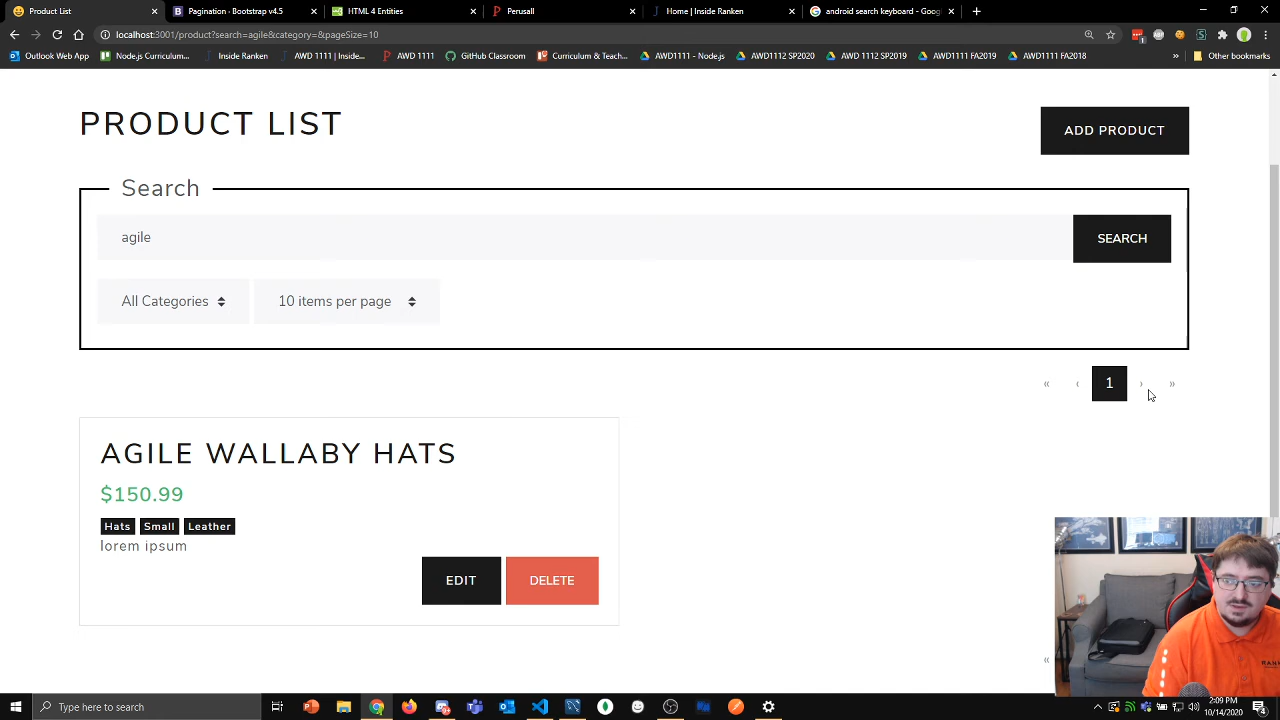 Product List
Pagination · Bootstrap v4.5
HTML 4 Entities
Perusall
Home | Inside Ranken
android search keyboard - Goog
localhost:3001/product?search=agile&category=&pageSize=10
Outlook Web App
Node.js Curriculum...
Inside Ranken
AWD 1111 | Inside...
AWD 1111
GitHub Classroom
Curriculum & Teach...
AWD1111 - Node.js
AWD1112 SP2020
AWD 1112 SP2019
AWD1111 FA2019
AWD1111 FA2018
»
Other bookmarks
PRODUCT LIST
ADD PRODUCT
Search
agile
SEARCH
All Categories
10 items per page
« ‹ 1 › »
AGILE WALLABY HATS
$150.99
Hats Small Leather
lorem ipsum
EDIT
DELETE
«
Type here to search
2:09 PM
10/14/2020